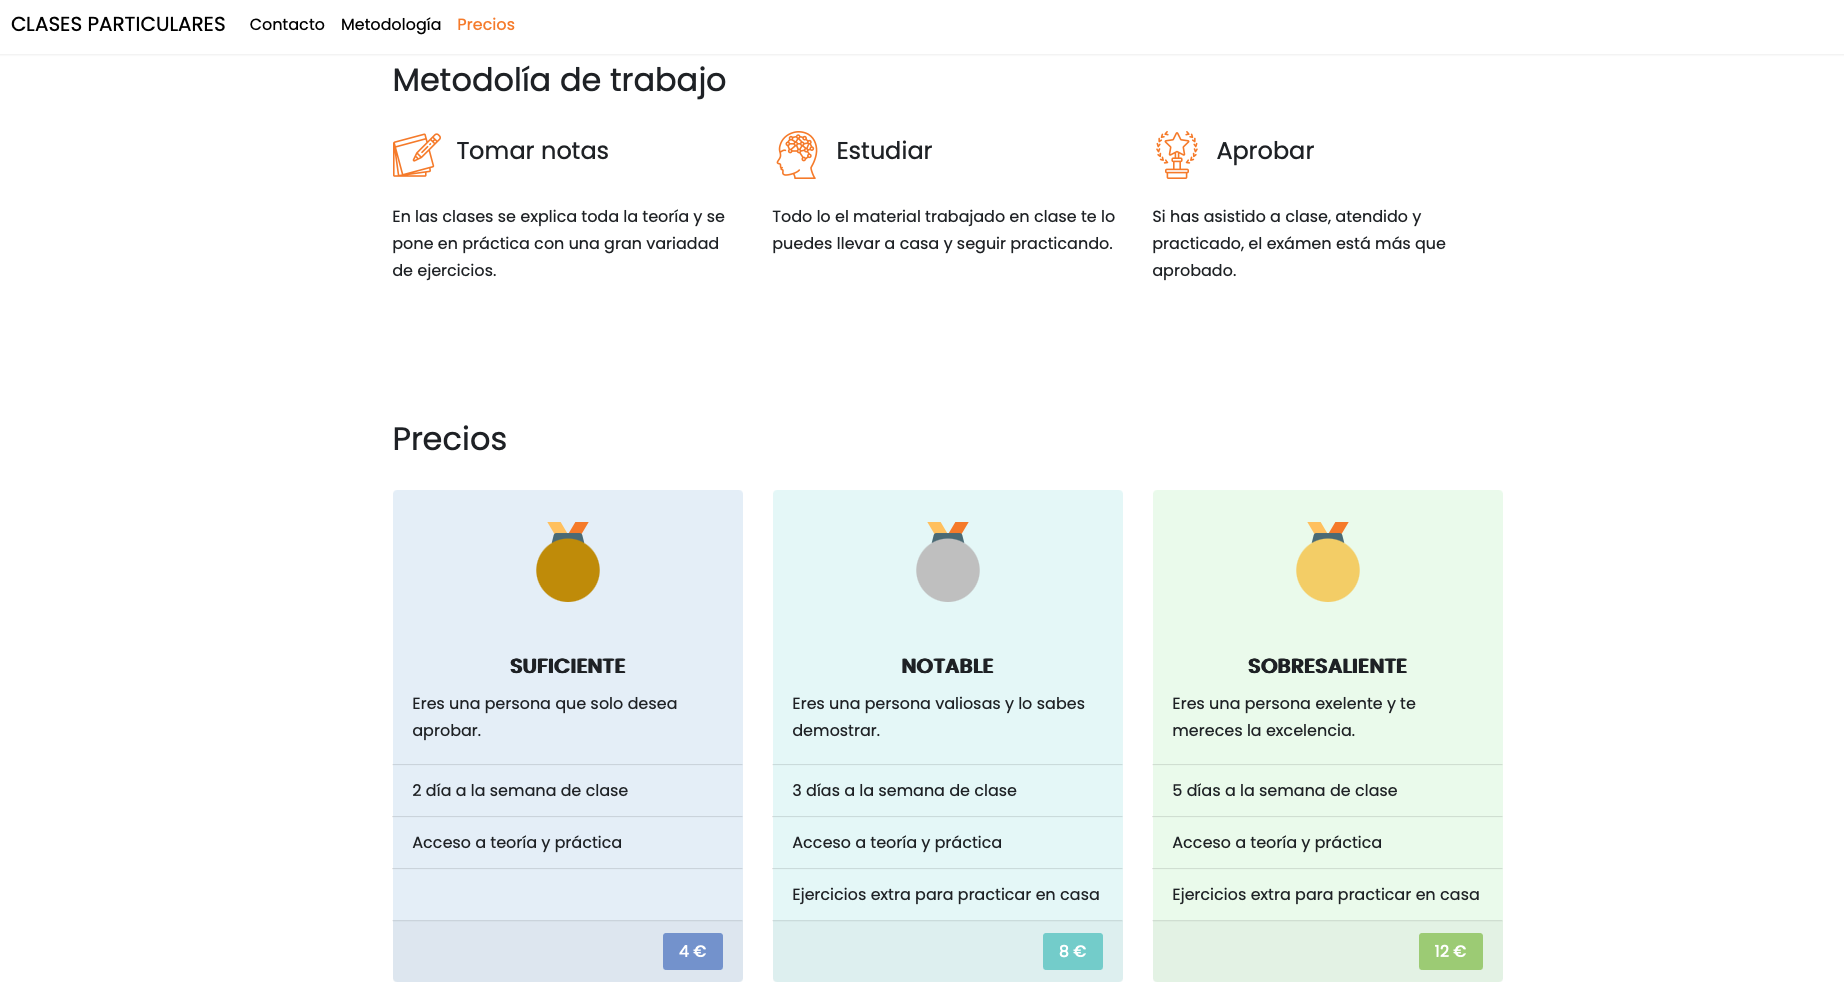 CLASES PARTICULARES Contacto Metodología Precios
Metodolía de trabajo
Tomar notas
En las clases se explica toda la teoría y se
pone en práctica con una gran variadad
de ejercicios.
Estudiar
Todo lo el material trabajado en clase te lo
puedes llevar a casa y seguir practicando.
Aprobar
Si has asistido a clase, atendido y
practicado, el exámen está más que
aprobado.
Precios
SUFICIENTE
Eres una persona que solo desea
aprobar.
2 día a la semana de clase
Acceso a teoría y práctica
4 €
NOTABLE
Eres una persona valiosas y lo sabes
demostrar.
3 días a la semana de clase
Acceso a teoría y práctica
Ejercicios extra para practicar en casa
8 €
SOBRESALIENTE
Eres una persona exelente y te
mereces la excelencia.
5 días a la semana de clase
Acceso a teoría y práctica
Ejercicios extra para practicar en casa
12 €